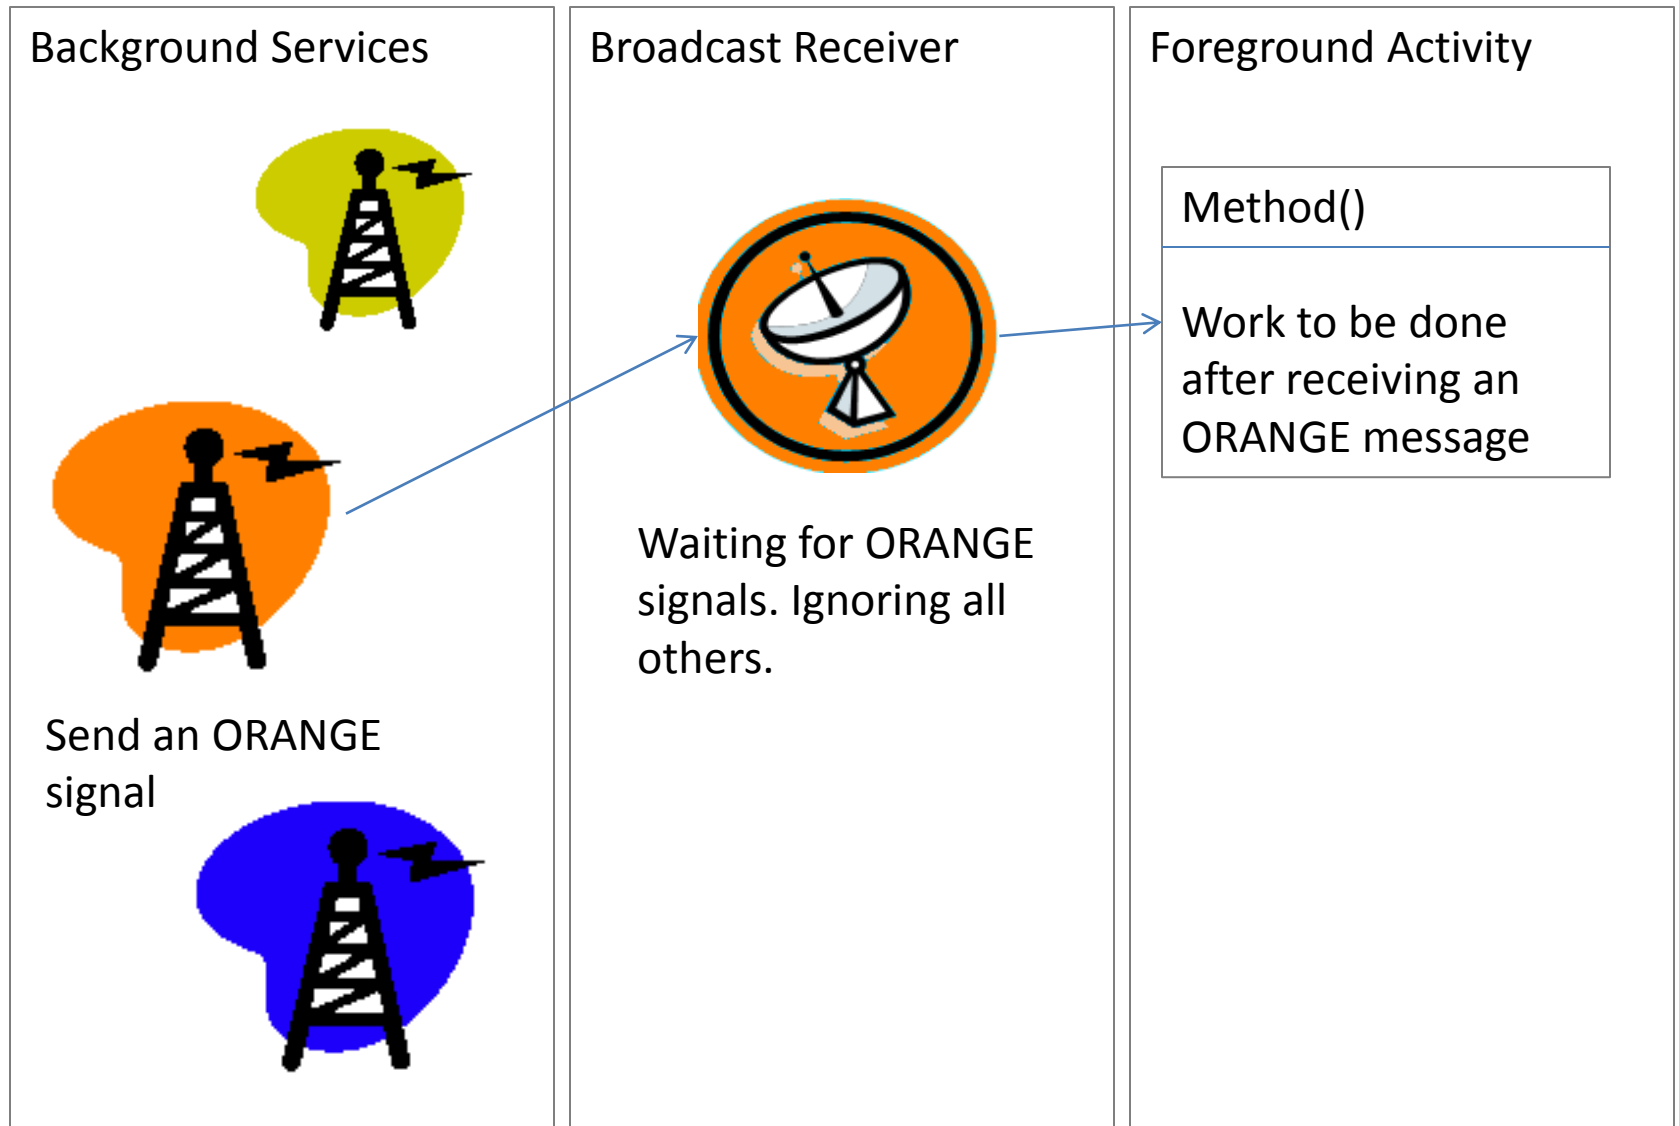 Background Services
Send an ORANGE
signal
Broadcast Receiver
Waiting for ORANGE
signals. Ignoring all
others.
Foreground Activity
Method()
Work to be done
after receiving an
ORANGE message